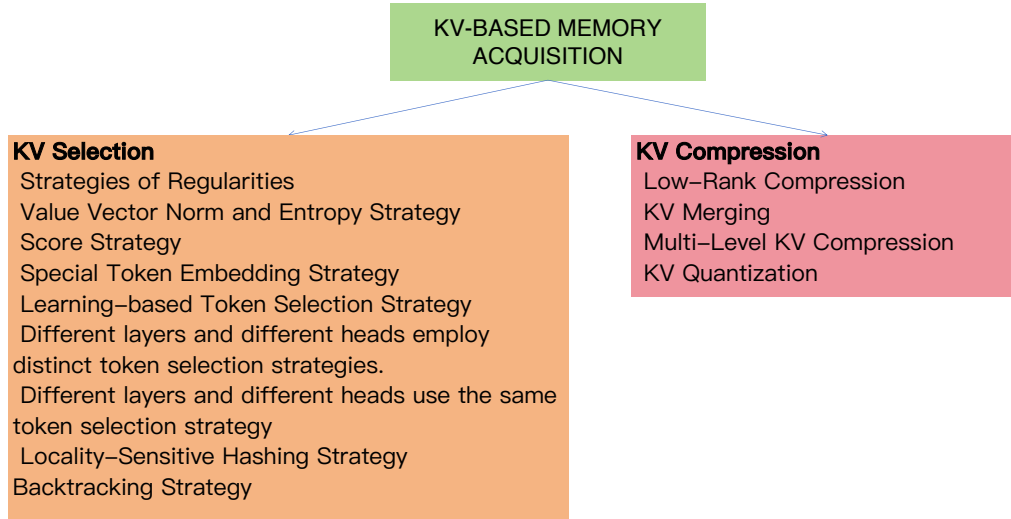 KV-BASED MEMORY
ACQUISITION
KV Selection
Strategies of Regularities
Value Vector Norm and Entropy Strategy
Score Strategy
Special Token Embedding Strategy
Learning-based Token Selection Strategy
Different layers and different heads employ
distinct token selection strategies.
Different layers and different heads use the same
token selection strategy
Locality-Sensitive Hashing Strategy
Backtracking Strategy
KV Compression
Low-Rank Compression
KV Merging
Multi-Level KV Compression
KV Quantization